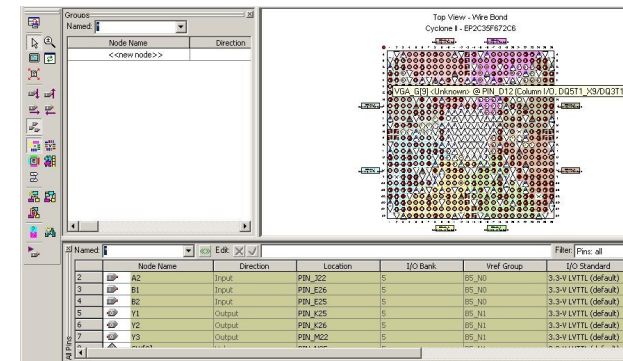 Groups
Named: *
Node Name Direction
<<new node>>
Top View - Wire Bond
Cyclone II - EP2C35F672C6
VGA_G[9] <Unknown> @ PIN_D12 (Column I/O, DQ5T1_X9/DQ3T1
Named: * Edit: Filter: Pins: all
Node Name Direction Location I/O Bank Vref Group I/O Standard
2 A2 Input PIN_J22 5 B5_N0 3.3-V LVTTL (default)
3 B1 Input PIN_E26 5 B5_N0 3.3-V LVTTL (default)
4 B2 Input PIN_E25 5 B5_N0 3.3-V LVTTL (default)
5 Y1 Output PIN_K25 5 B5_N1 3.3-V LVTTL (default)
6 Y2 Output PIN_K26 5 B5_N1 3.3-V LVTTL (default)
7 Y3 Output PIN_M22 5 B5_N1 3.3-V LVTTL (default)
All Pins